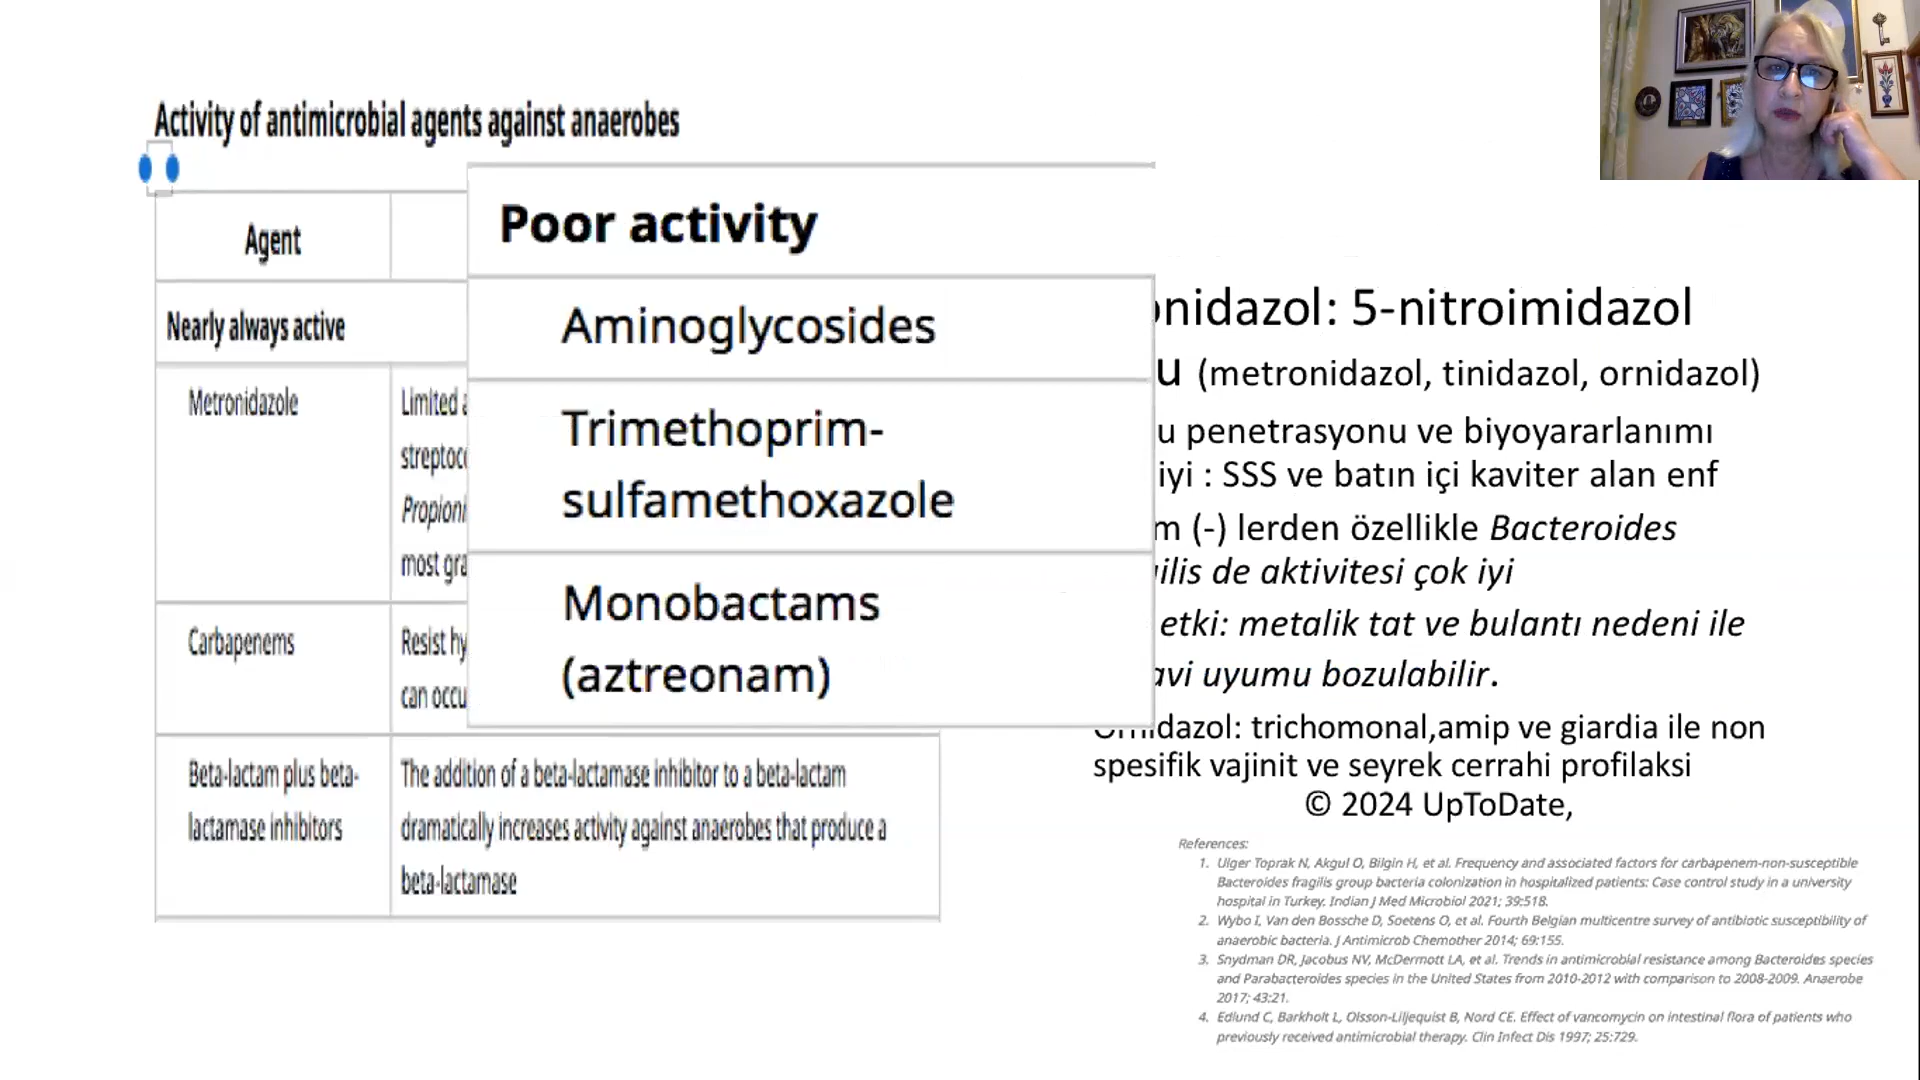 Activity of antimicrobial agents against anaerobes
Agent
Nearly always active
Metronidazole
Limited
Carbapenems
Resist
can
Beta-lactam plus beta-
lactamase inhibitors
The addition of a beta-lactamase inhibitor to a beta-lactam
dramatically increases activity against anaerobes that produce a
beta-lactamase
Poor activity
Aminoglycosides
Trimethoprim-
sulfamethoxazole
Monobactams
(aztreonam)
5-nitroimidazol
(metronidazol, tinidazol, ornidazol)
penetrasyonu ve biyoyararlanımı
iyi : SSS ve batın içi kaviter alan enf
(-) lerden özellikle Bacteroides
de aktivitesi çok iyi
etki: metalik tat ve bulantı nedeni ile
uyumu bozulabilir.
Ornidazol: trichomonal,amip ve giardia ile non
spesifik vajinit ve seyrek cerrahi profilaksi
© 2024 UpToDate,
References:
1. Ulger Toprak N, Akgul O, Bilgin H, et al. Frequency and associated factors for carbapenem-non-susceptible
Bacteroides fragilis group bacteria colonization in hospitalized patients: Case control study in a university
hospital in Turkey. Indian J Med Microbiol 2021; 39:518.
2. Wybo I, Van den Bossche D, Soetens O, et al. Fourth Belgian multicentre survey of antibiotic susceptibility of
anaerobic bacteria. J Antimicrob Chemother 2014; 69:155.
3. Snydman DR, Jacobus NV, McDermott LA, et al. Trends in antimicrobial resistance among Bacteroides species
and Parabacteroides species in the United States from 2010-2012 with comparison to 2008-2009. Anaerobe
2017; 43:21.
4. Edlund C, Barkholt L, Olsson-Liljequist B, Nord CE. Effect of vancomycin on intestinal flora of patients who
previously received antimicrobial therapy. Clin Infect Dis 1997; 25:729.